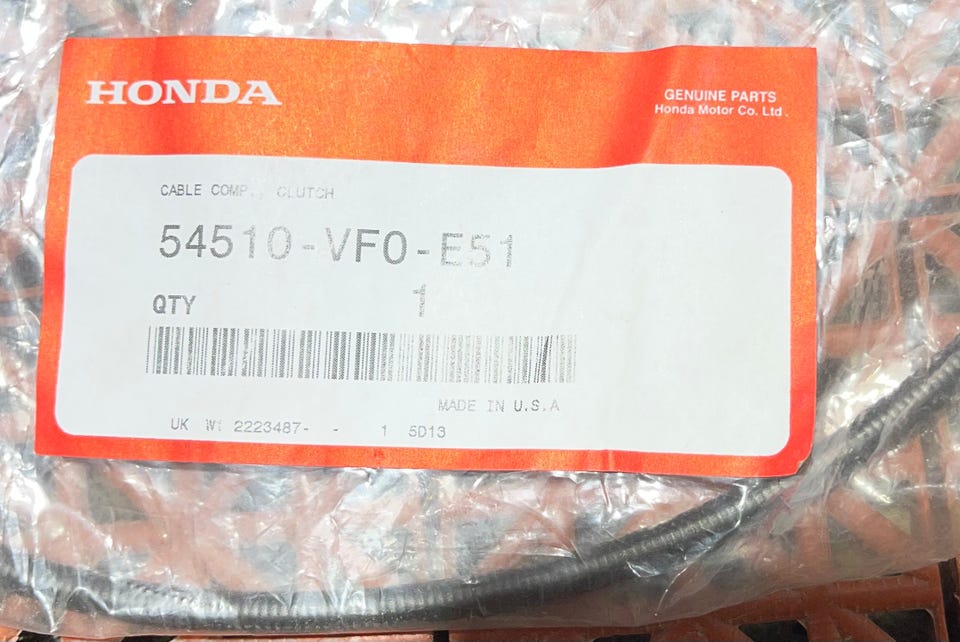 HONDA
GENUINE PARTS
Honda Motor Co. Ltd.
CABLE COMP., CLUTCH
54510-VF0-E51
QTY 1
MADE IN U.S.A
UK W1 2223487- - 1 5D13